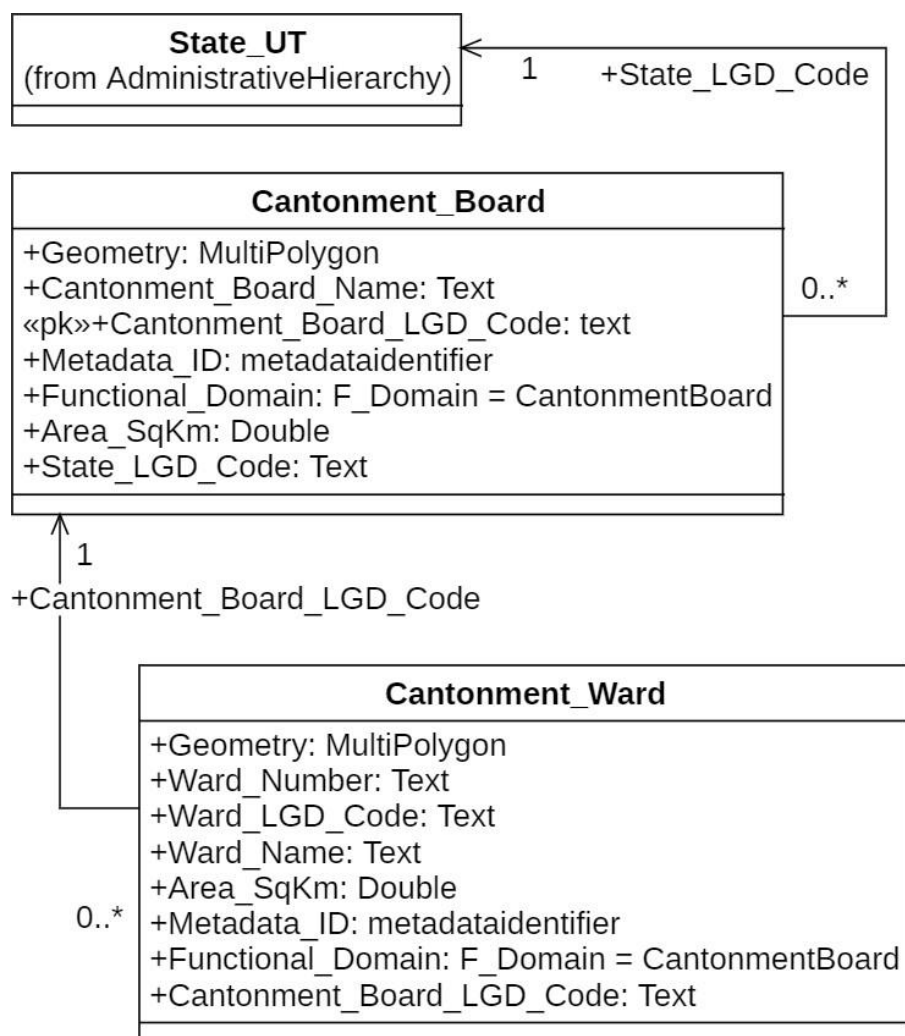 State_UT
(from AdministrativeHierarchy)
1
+State_LGD_Code
Cantonment_Board
+Geometry: MultiPolygon
+Cantonment_Board_Name: Text
«pk»+Cantonment_Board_LGD_Code: text
+Metadata_ID: metadataidentifier
+Functional_Domain: F_Domain = CantonmentBoard
+Area_SqKm: Double
+State_LGD_Code: Text
0..*
1
+Cantonment_Board_LGD_Code
Cantonment_Ward
+Geometry: MultiPolygon
+Ward_Number: Text
+Ward_LGD_Code: Text
+Ward_Name: Text
+Area_SqKm: Double
+Metadata_ID: metadataidentifier
+Functional_Domain: F_Domain = CantonmentBoard
+Cantonment_Board_LGD_Code: Text
0..*